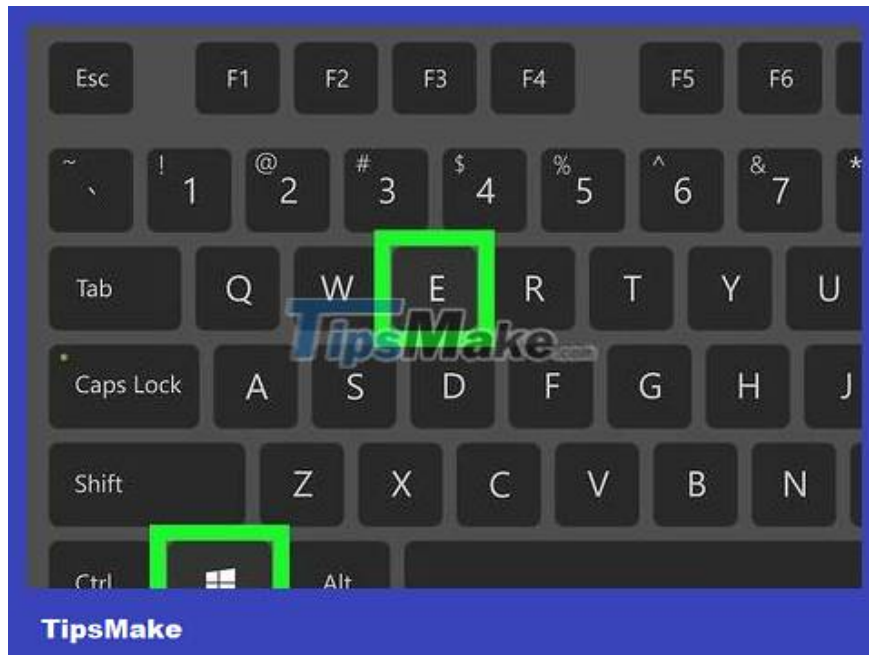 Esc F1 F2 F3 F4 F5 F6
~ ` ! 1 @ 2 # 3 $ 4 % 5 ^ 6 & 7 *
Tab Q W E R T Y U
TipsMake.com
Caps Lock A S D F G H J
Shift Z X C V B N
Ctrl Alt
TipsMake